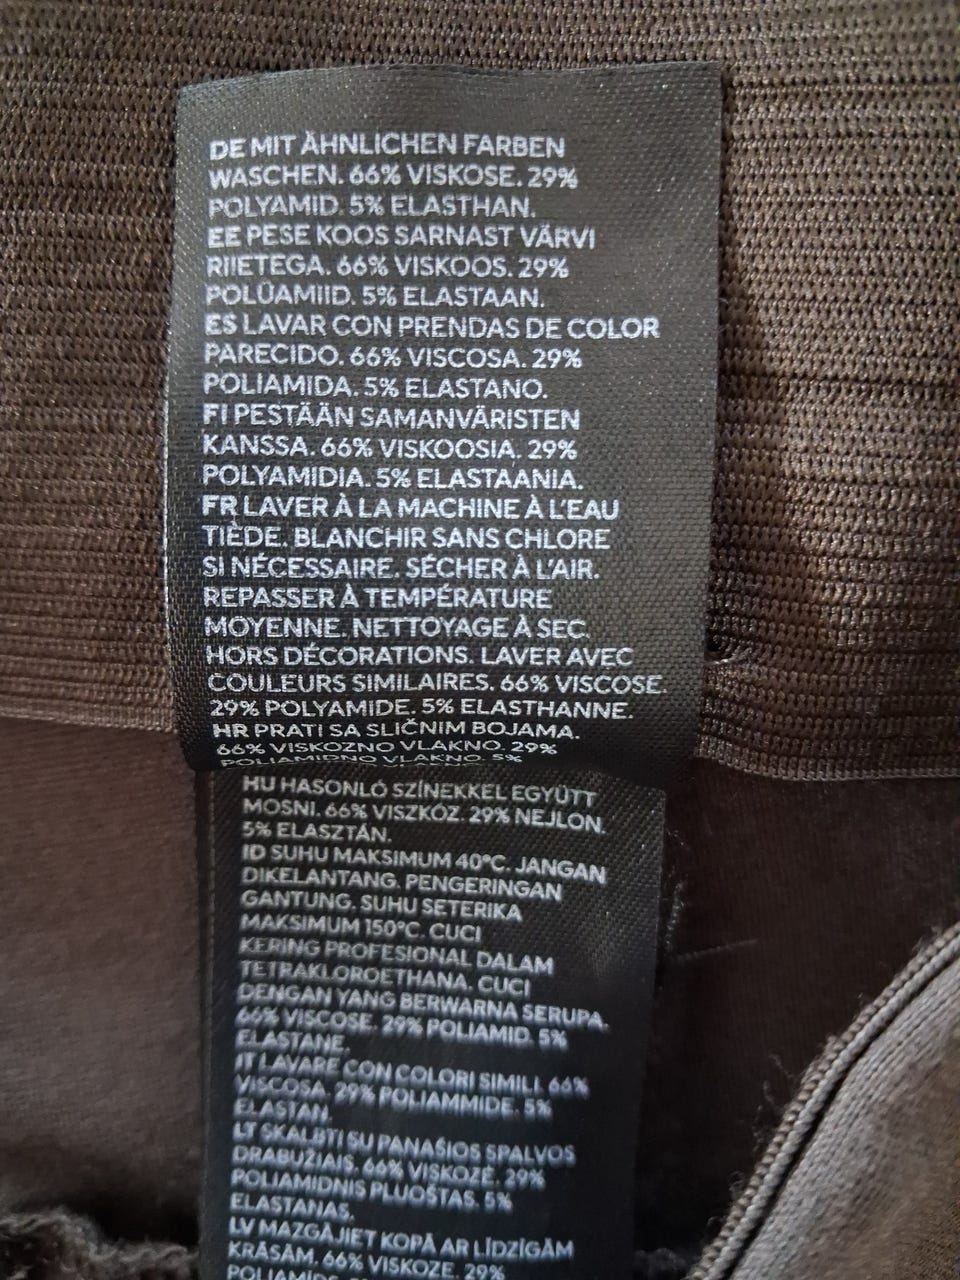 DE MIT ÄHNLICHEN FARBEN
WASCHEN. 66% VISKOSE. 29%
POLYAMID. 5% ELASTHAN.
EE PESE KOOS SARNAST VÄRVI
RIIETEGA. 66% VISKOOS. 29%
POLÜAMIID. 5% ELASTAAN.
ES LAVAR CON PRENDAS DE COLOR
PARECIDO. 66% VISCOSA. 29%
POLIAMIDA. 5% ELASTANO.
FI PESTÄÄN SAMANVÄRISTEN
KANSSA. 66% VISKOOSIA. 29%
POLYAMIDIA. 5% ELASTAANIA.
FR LAVER À LA MACHINE À L'EAU
TIÈDE. BLANCHIR SANS CHLORE
SI NÉCESSAIRE. SÉCHER À L'AIR.
REPASSER À TEMPÉRATURE
MOYENNE. NETTOYAGE À SEC.
HORS DÉCORATIONS. LAVER AVEC
COULEURS SIMILAIRES. 66% VISCOSE.
29% POLYAMIDE. 5% ELASTHANNE.
HR PRATI SA SLIČNIM BOJAMA.
66% VISKOZNO VLAKNO. 29%
POLIAMIDNO VLAKNO. 5%
HU HASONLÓ SZÍNEKKEL EGYÜTT
MOSNI. 66% VISZKÓZ. 29% NEJLON.
5% ELASZTÁN.
ID SUHU MAKSIMUM 40°C. JANGAN
DIKELANTANG. PENGERINGAN
GANTUNG. SUHU SETERIKA
MAKSIMUM 150°C. CUCI
KERING PROFESIONAL DALAM
TETRAKLOROETHANA. CUCI
DENGAN YANG BERWARNA SERUPA.
66% VISCOSE. 29% POLIAMID. 5%
ELASTANE.
IT LAVARE CON COLORI SIMILI. 66%
VISCOSA. 29% POLIAMMIDE. 5%
ELASTAN.
LT SKALBTI SU PANAŠIOS SPALVOS
DRABUŽIAIS. 66% VISKOZĖ. 29%
POLIAMIDNIS PLUOŠTAS. 5%
ELASTANAS.
LV MAZGĀJIET KOPĀ AR LĪDZĪGĀM
KRĀSĀM. 66% VISKOZE. 29%
POLIAMĪDS.